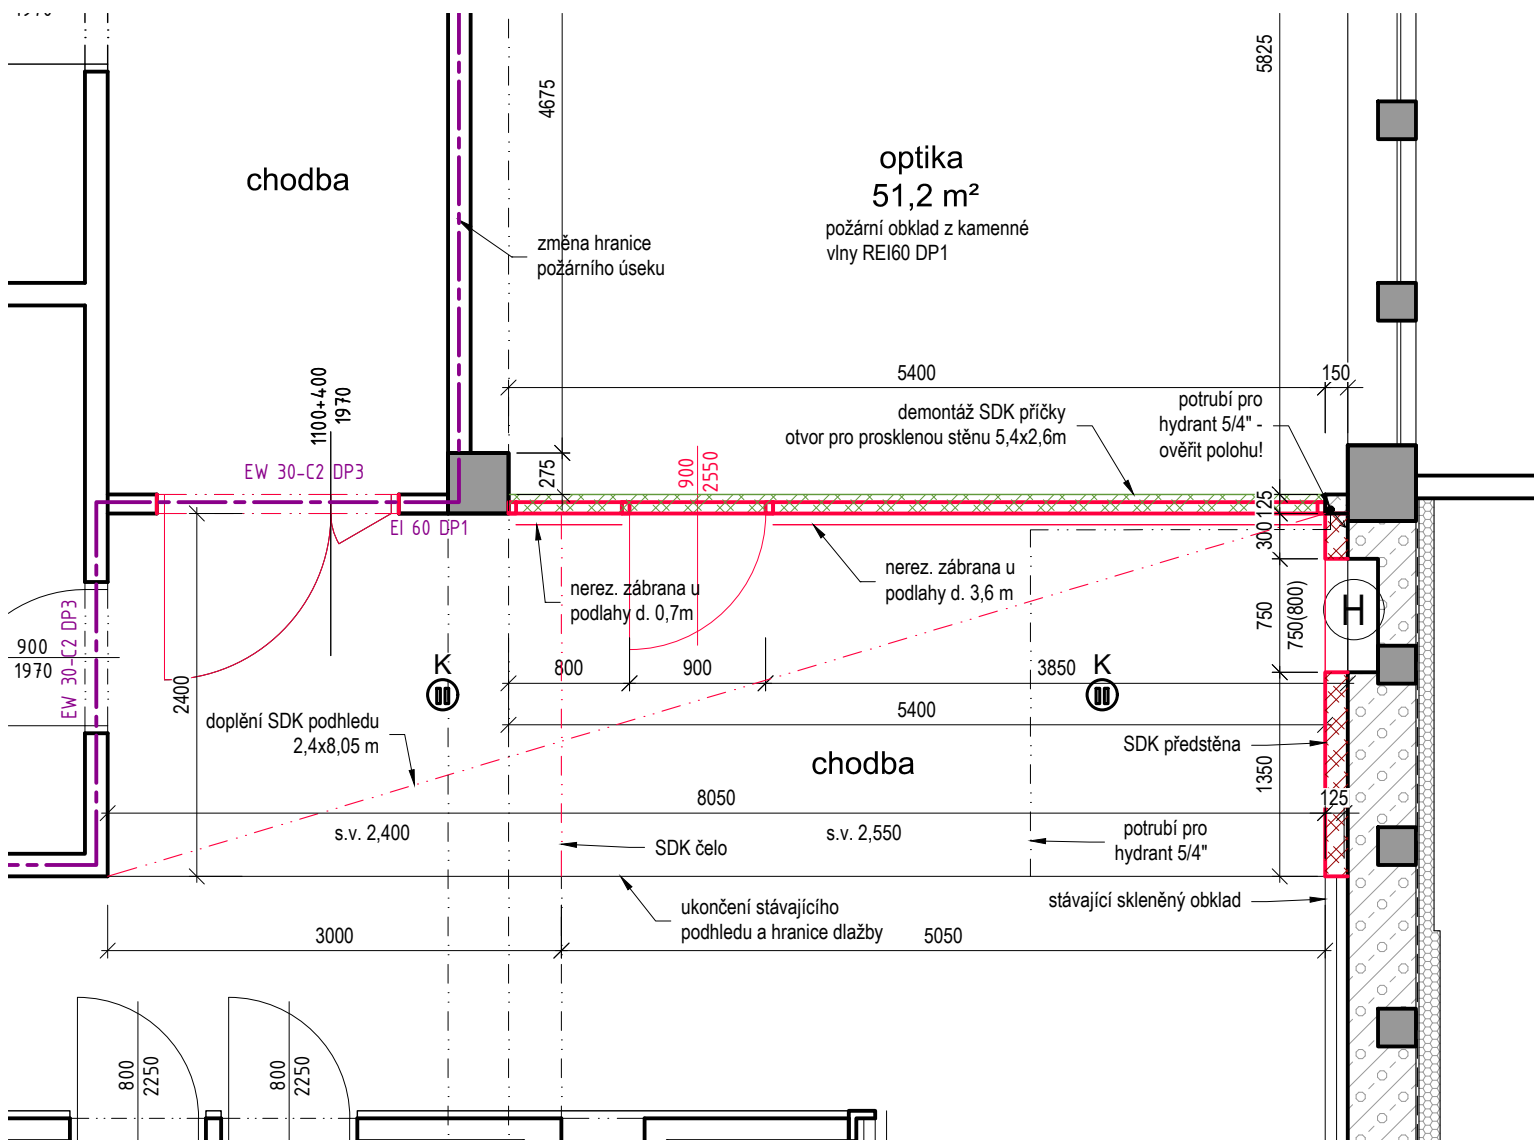 chodba
optika
51,2 m²
požární obklad z kamenné
vlny REI60 DP1
4675
5825
změna hranice
požárního úseku
5400
150
1100+400
1970
demontáž SDK příčky
otvor pro prosklenou stěnu 5,4x2,6m
potrubí pro
hydrant 5/4" -
ověřit polohu!
EW 30-C2 DP3
EI 60 DP1
275
900
2550
125
300
nerez. zábrana u
podlahy d. 0,7m
nerez. zábrana u
podlahy d. 3,6 m
750
750(800)
H
900
1970
EW 30-C2 DP3
2400
K
800
900
3850
K
doplění SDK podhledu
2,4x8,05 m
5400
SDK předstěna
chodba
1350
8050
125
s.v. 2,400
s.v. 2,550
SDK čelo
potrubí pro
hydrant 5/4"
stávající skleněný obklad
ukončení stávajícího
podhledu a hranice dlažby
3000
5050
800
2250
800
2250